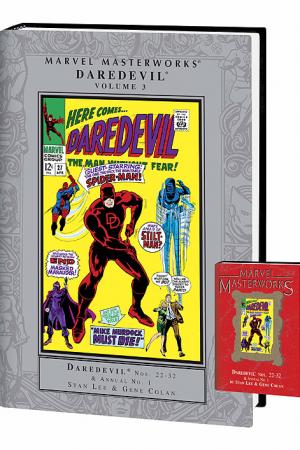 MARVEL MASTERWORKS®
DAREDEVIL®
VOLUME 3
HERE COMES...
DAREDEVIL
THE MAN WITHOUT FEAR!
MARVEL
COMICS
GROUP
12¢
27
APR
GUEST-STARRING:
SPIDER-MAN!
STILT-
MAN?
END
MASKED
MARAUDER!
"MIKE MURDOCK
MUST DIE!"
DAREDEVIL® NOS. 22-32
& ANNUAL NO. 1
STAN LEE & GENE COLAN
MARVEL
MASTERWORKS
DAREDEVIL NOS. 22-32
& ANNUAL NO. 1
BY STAN LEE & GENE COLAN